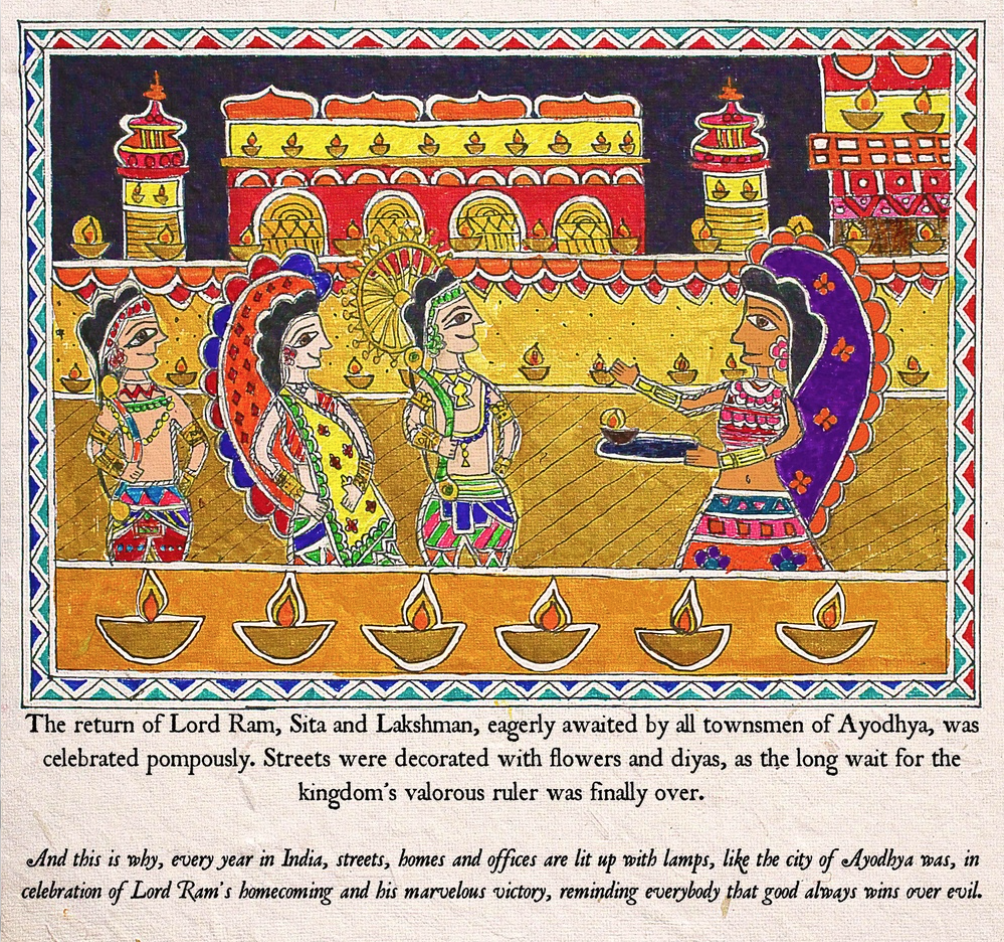 The return of Lord Ram, Sita and Lakshman, eagerly awaited by all townsmen of Ayodhya, was
celebrated pompously. Streets were decorated with flowers and diyas, as the long wait for the
kingdom's valorous ruler was finally over.
And this is why, every year in India, streets, homes and offices are lit up with lamps, like the city of Ayodhya was, in
celebration of Lord Ram's homecoming and his marvelous victory, reminding everybody that good always wins over evil.